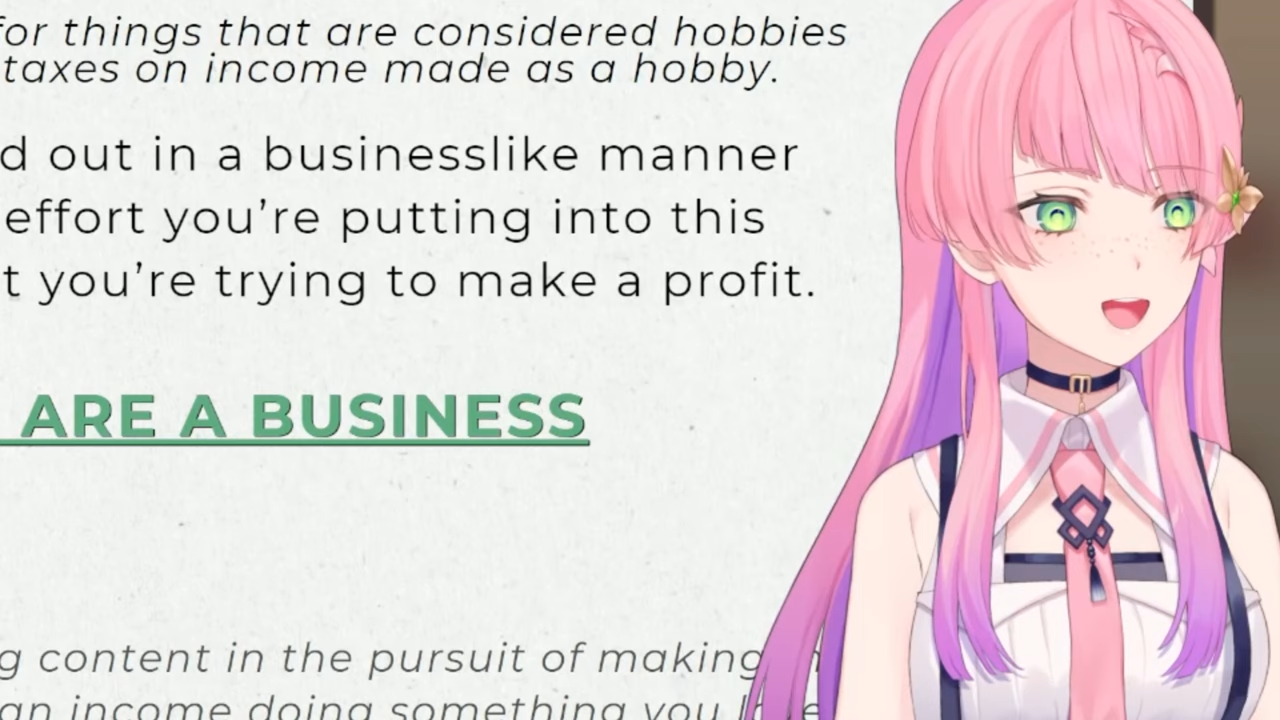 for things that are considered hobbies
taxes on income made as a hobby.
d out in a businesslike manner
effort you’re putting into this
t you’re trying to make a profit.
ARE A BUSINESS
g content in the pursuit of making
an income doing something you